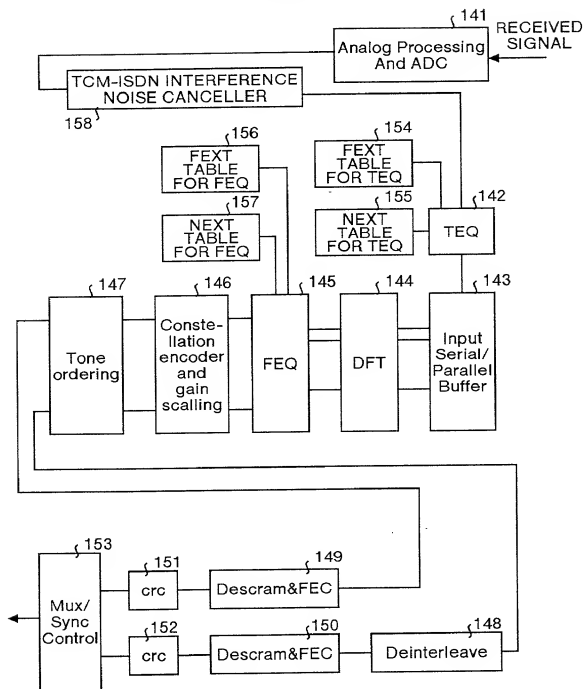 141
RECEIVED
SIGNAL
Analog Processing
And ADC
TCM-ISDN INTERFERENCE
NOISE CANCELLER
158
156
FEXT
TABLE
FOR FEQ
154
FEXT
TABLE
FOR TEQ
157
NEXT
TABLE
FOR FEQ
155
NEXT
TABLE
FOR TEQ
142
TEQ
147
Tone
ordering
146
Conste-
llation
encoder
and
gain
scalling
145
FEQ
144
DFT
143
Input
Serial/
Parallel
Buffer
153
Mux/
Sync
Control
151
crc
149
Descram&FEC
152
crc
150
Descram&FEC
148
Deinterleave